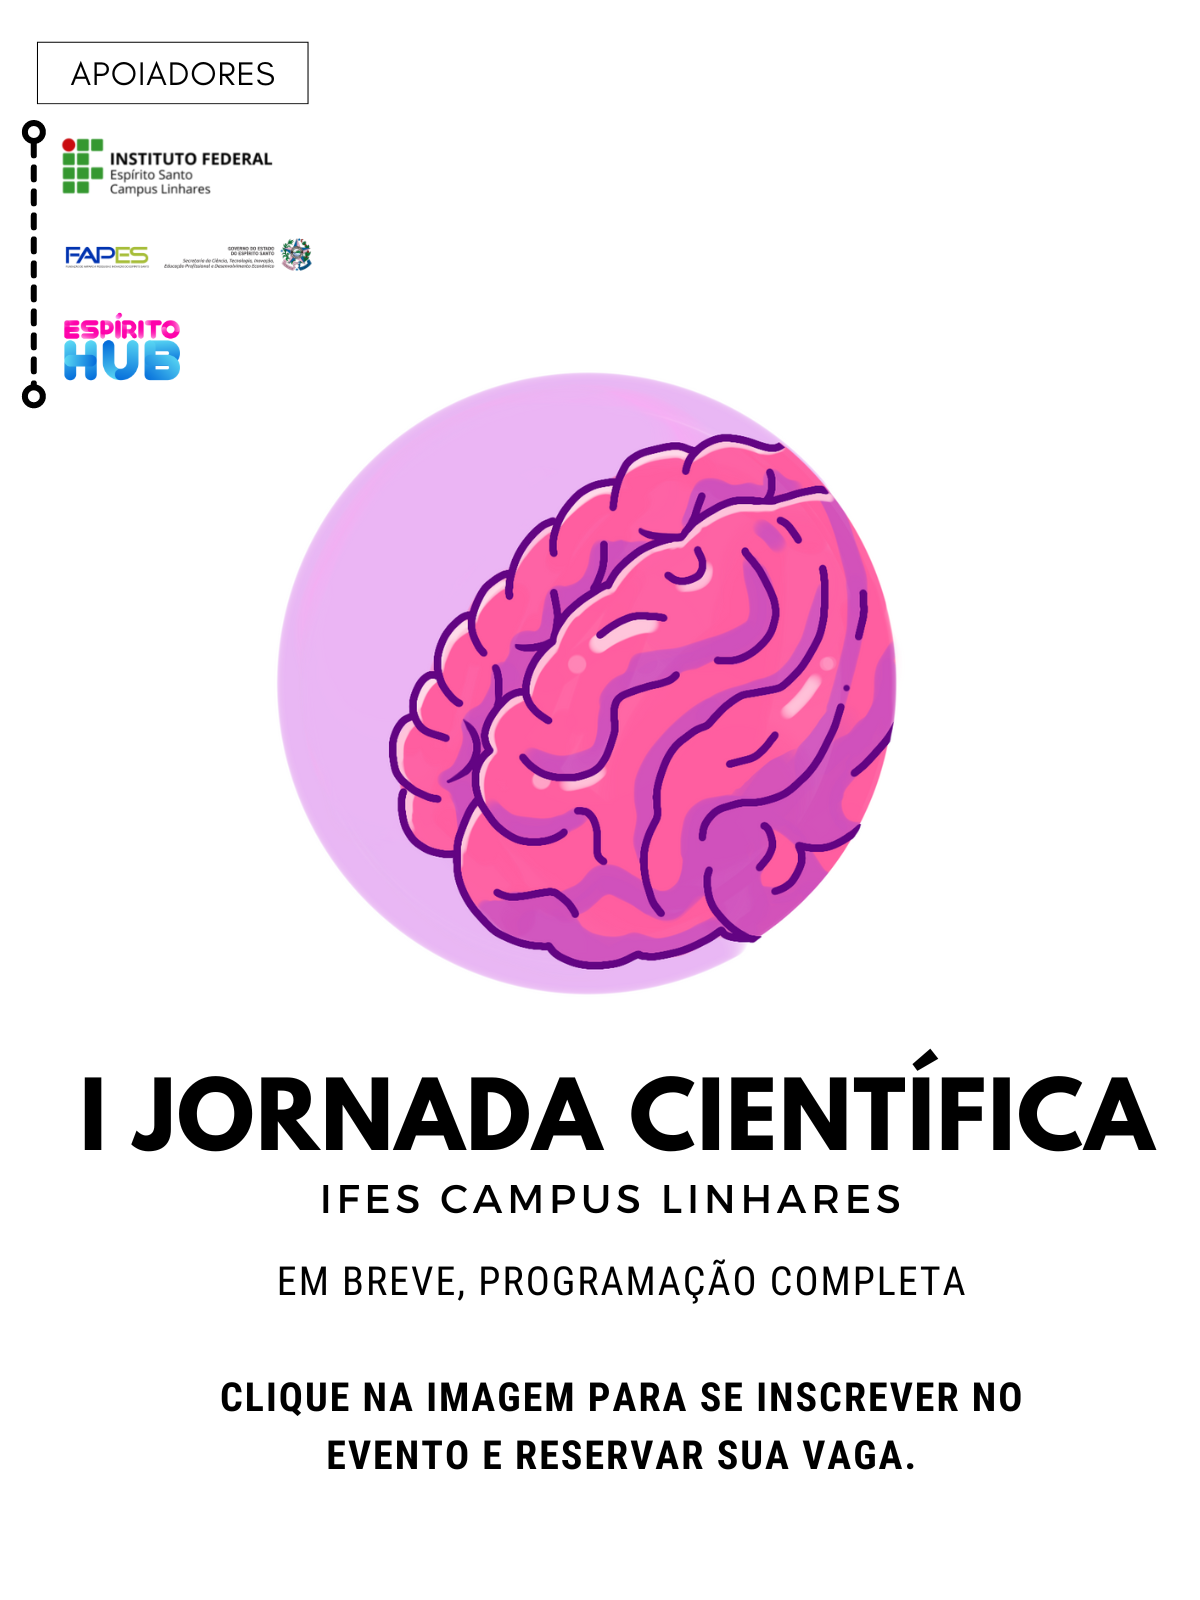 APOIADORES
INSTITUTO FEDERAL
Espírito Santo
Campus Linhares
FAPES
GOVERNO DO ESTADO
DO ESPÍRITO SANTO
Secretaria da Ciência, Tecnologia, Inovação,
Educação Profissional e Desenvolvimento Econômico
ESPÍRITO
HUB
I JORNADA CIENTÍFICA
IFES CAMPUS LINHARES
EM BREVE, PROGRAMAÇÃO COMPLETA
CLIQUE NA IMAGEM PARA SE INSCREVER NO
EVENTO E RESERVAR SUA VAGA.